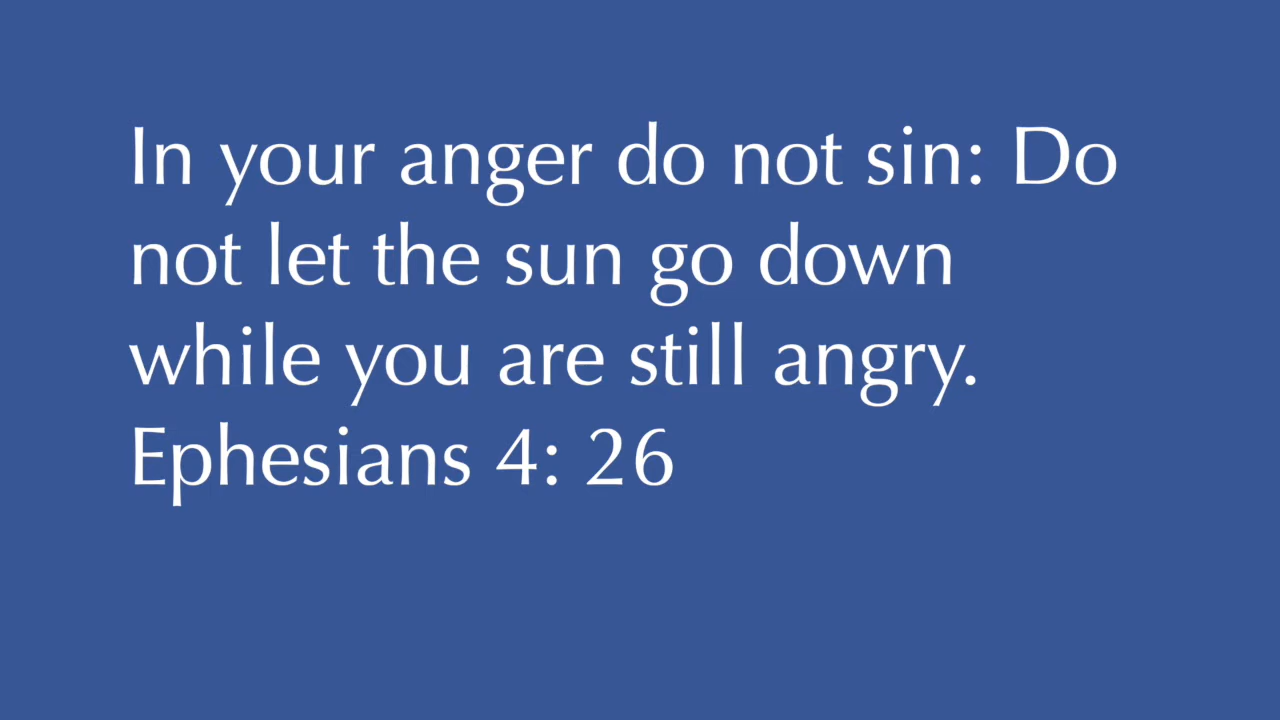 In your anger do not sin: Do
not let the sun go down
while you are still angry.
Ephesians 4: 26